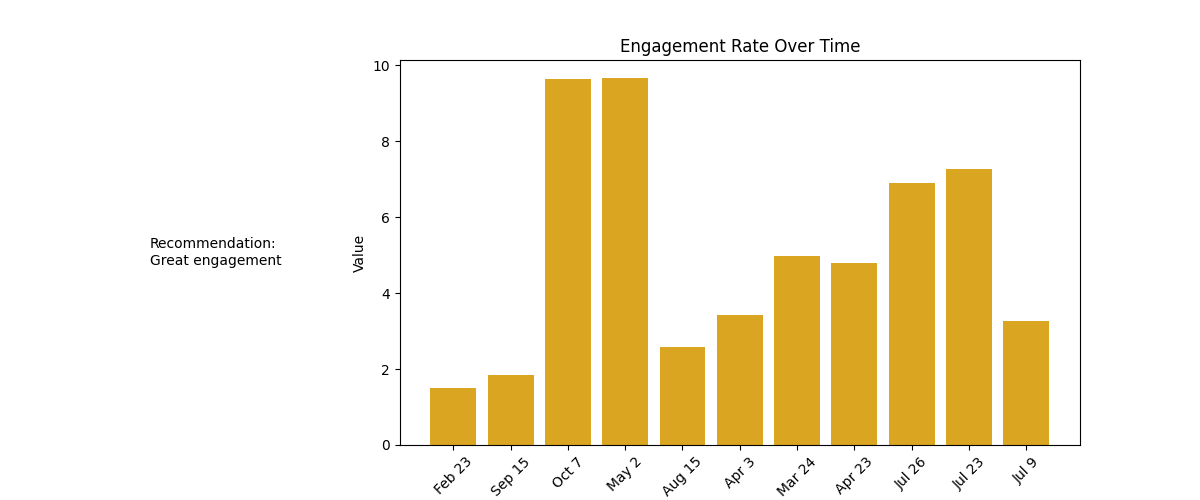 Engagement Rate Over Time
Recommendation:
Great engagement
Value
10
8
6
4
2
0
Feb 23
Sep 15
Oct 7
May 2
Aug 15
Apr 3
Mar 24
Apr 23
Jul 26
Jul 23
Jul 9